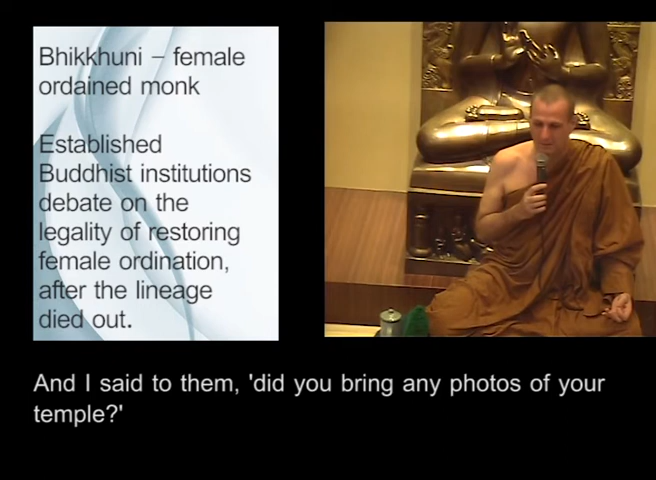 Bhikkhuni – female
ordained monk
Established
Buddhist institutions
debate on the
legality of restoring
female ordination,
after the lineage
died out.
And I said to them, 'did you bring any photos of your
temple?'